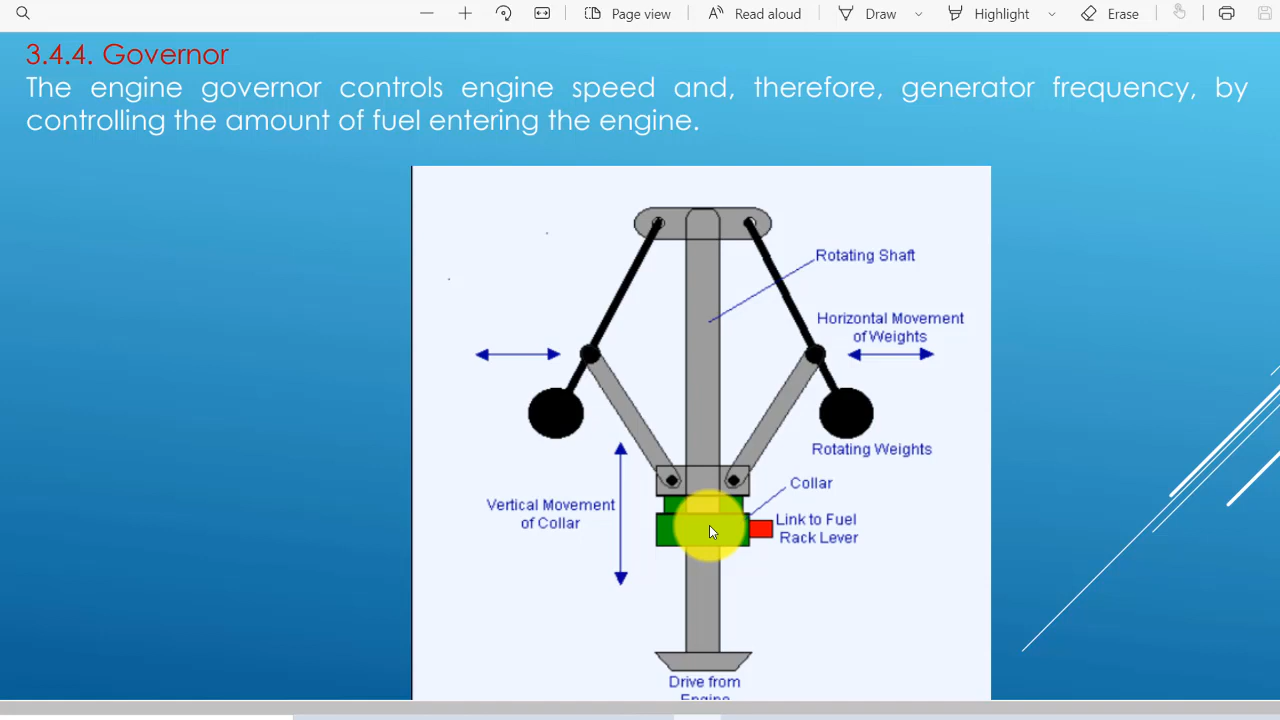 Page view
Read aloud
Draw
Highlight
Erase
3.4.4. Governor
The engine governor controls engine speed and, therefore, generator frequency, by
controlling the amount of fuel entering the engine.
Rotating Shaft
Horizontal Movement
of Weights
Rotating Weights
Collar
Vertical Movement
of Collar
Link to Fuel
Rack Lever
Drive from
Engine